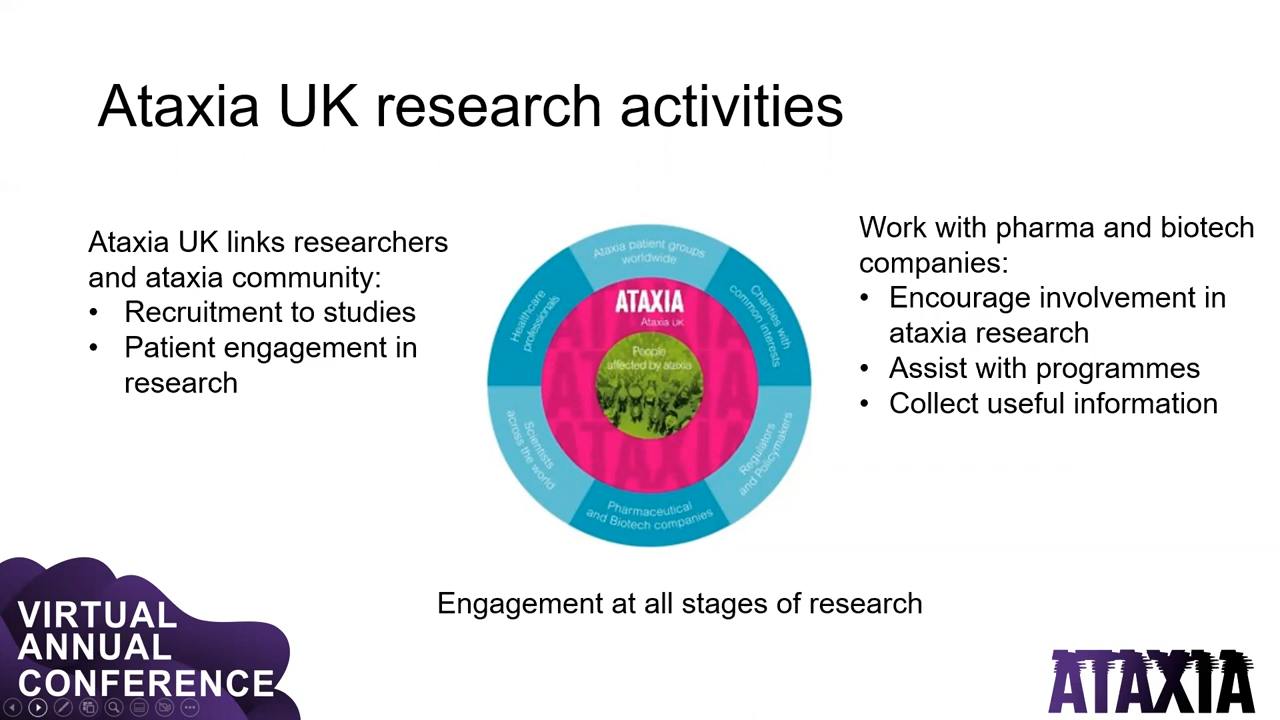 Ataxia UK research activities
Ataxia UK links researchers
and ataxia community:
• Recruitment to studies
• Patient engagement in
research
Ataxia patient groups
worldwide
Charities with
common interests
Regulators
and Policymakers
Pharmaceutical
and Biotech companies
Scientists
across the world
Healthcare
professionals
ATAXIA
Ataxia UK
People
affected by ataxia
Work with pharma and biotech
companies:
• Encourage involvement in
ataxia research
• Assist with programmes
• Collect useful information
Engagement at all stages of research
VIRTUAL
ANNUAL
CONFERENCE
ATAXIA